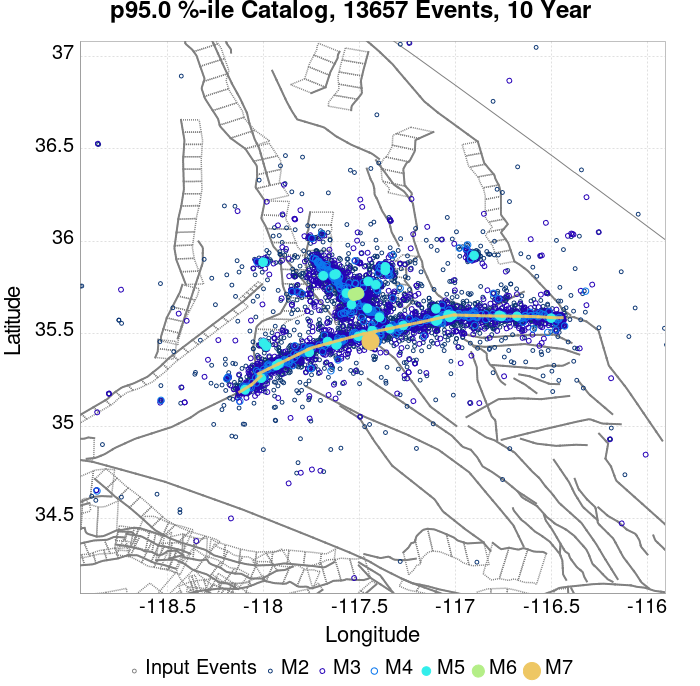 p95.0 %-ile Catalog, 13657 Events, 10 Year
37
36.5
36
35.5
35
34.5
Latitude
-118.5 -118 -117.5 -117 -116.5 -116
Longitude
Input Events M2 M3 M4 M5 M6 M7